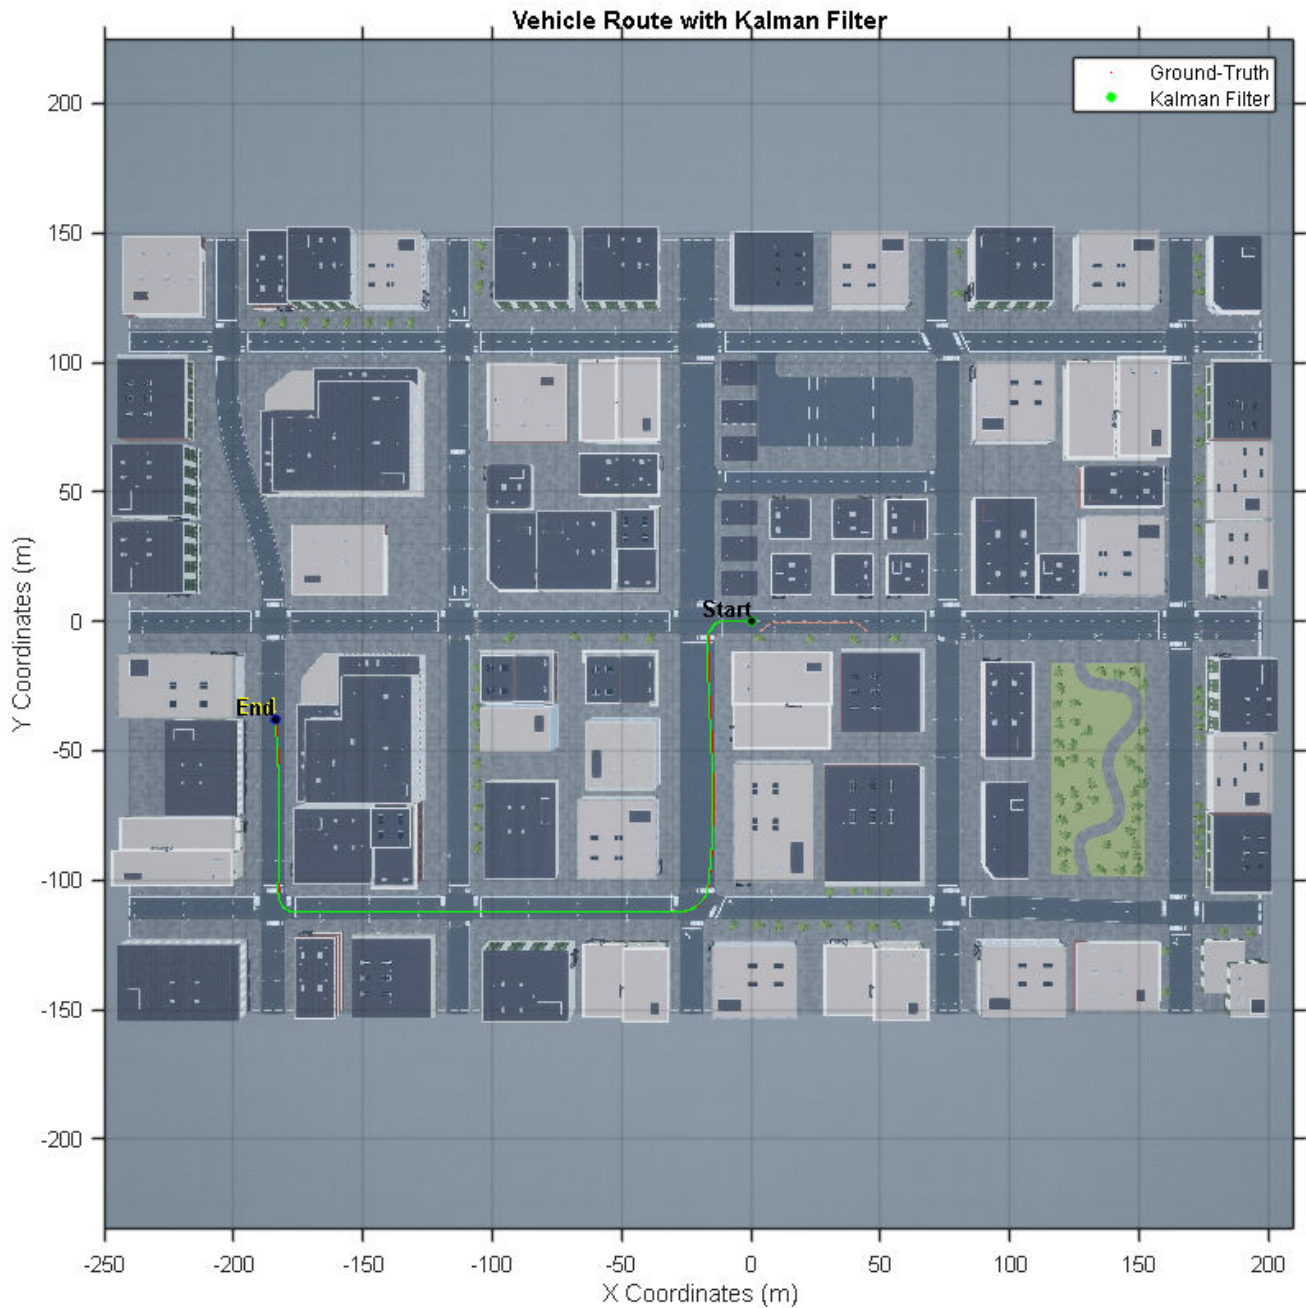 Vehicle Route with Kalman Filter
Ground-Truth
Kalman Filter
200
150
100
50
0
-50
-100
-150
-200
Y Coordinates (m)
Start
End
-250
-200
-150
-100
-50
0
50
100
150
200
X Coordinates (m)